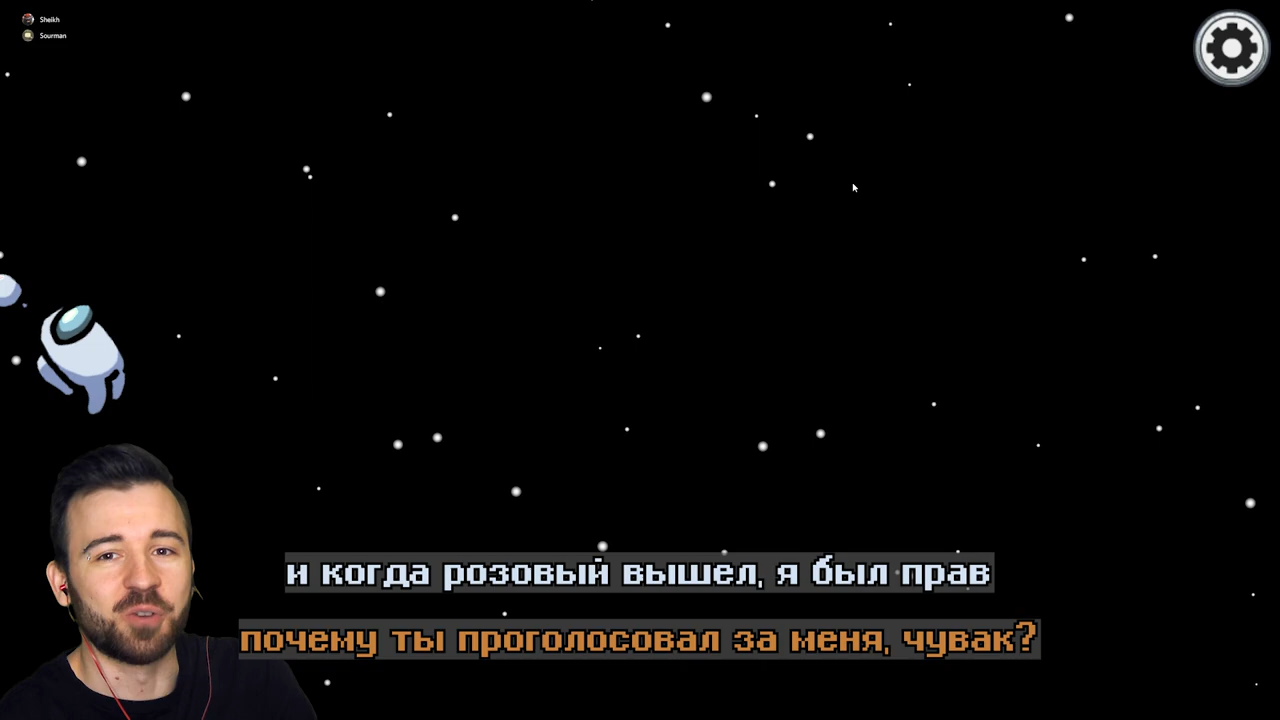 Sheikh
Sourman
и когда розовый вышел, я был прав
почему ты проголосовал за меня, чувак?